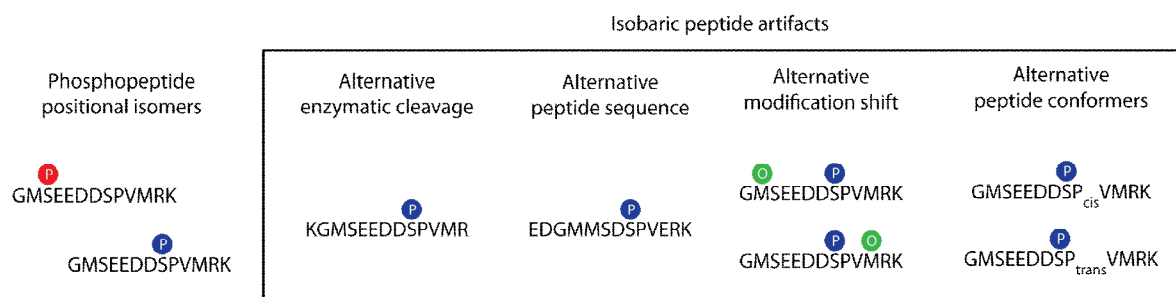 Isobaric peptide artifacts
Phosphopeptide
positional isomers
P
GMSEEDDSPVMRK
P
GMSEEDDSPVMRK
Alternative
enzymatic cleavage
P
KGMSEEDDSPVMR
Alternative
peptide sequence
P
EDGMMSDSPVERK
Alternative
modification shift
O P
GMSEEDDSPVMRK
P O
GMSEEDDSPVMRK
Alternative
peptide conformers
P
GMSEEDDSPcisVMRK
P
GMSEEDDSPtransVMRK